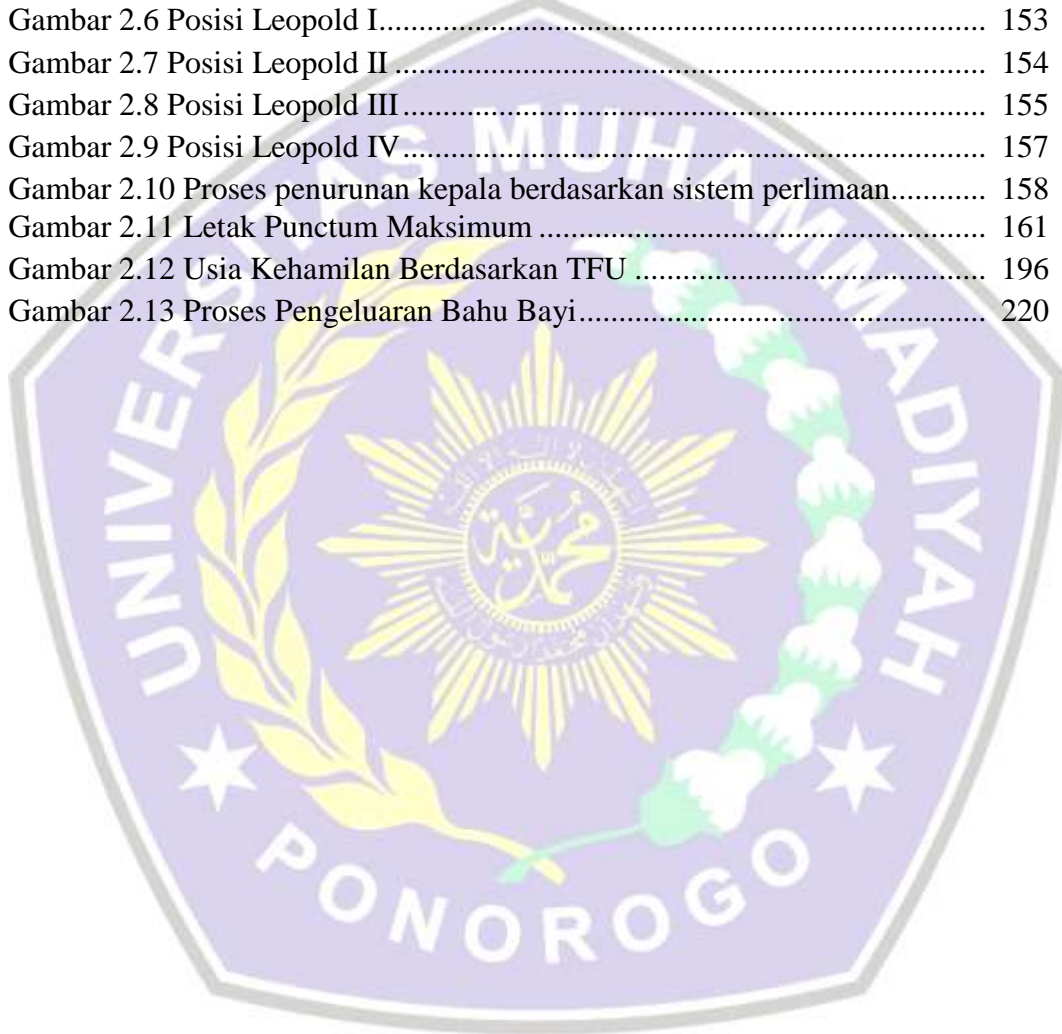 Gambar 2.6 Posisi Leopold I.................................................................................. 153
Gambar 2.7 Posisi Leopold II ................................................................................ 154
Gambar 2.8 Posisi Leopold III ............................................................................... 155
Gambar 2.9 Posisi Leopold IV ............................................................................... 157
Gambar 2.10 Proses penurunan kepala berdasarkan sistem perlimaan............ 158
Gambar 2.11 Letak Punctum Maksimum ............................................................ 161
Gambar 2.12 Usia Kehamilan Berdasarkan TFU ............................................... 196
Gambar 2.13 Proses Pengeluaran Bahu Bayi....................................................... 220
UNIVERSITAS MUHAMMADIYAH
PONOROGO